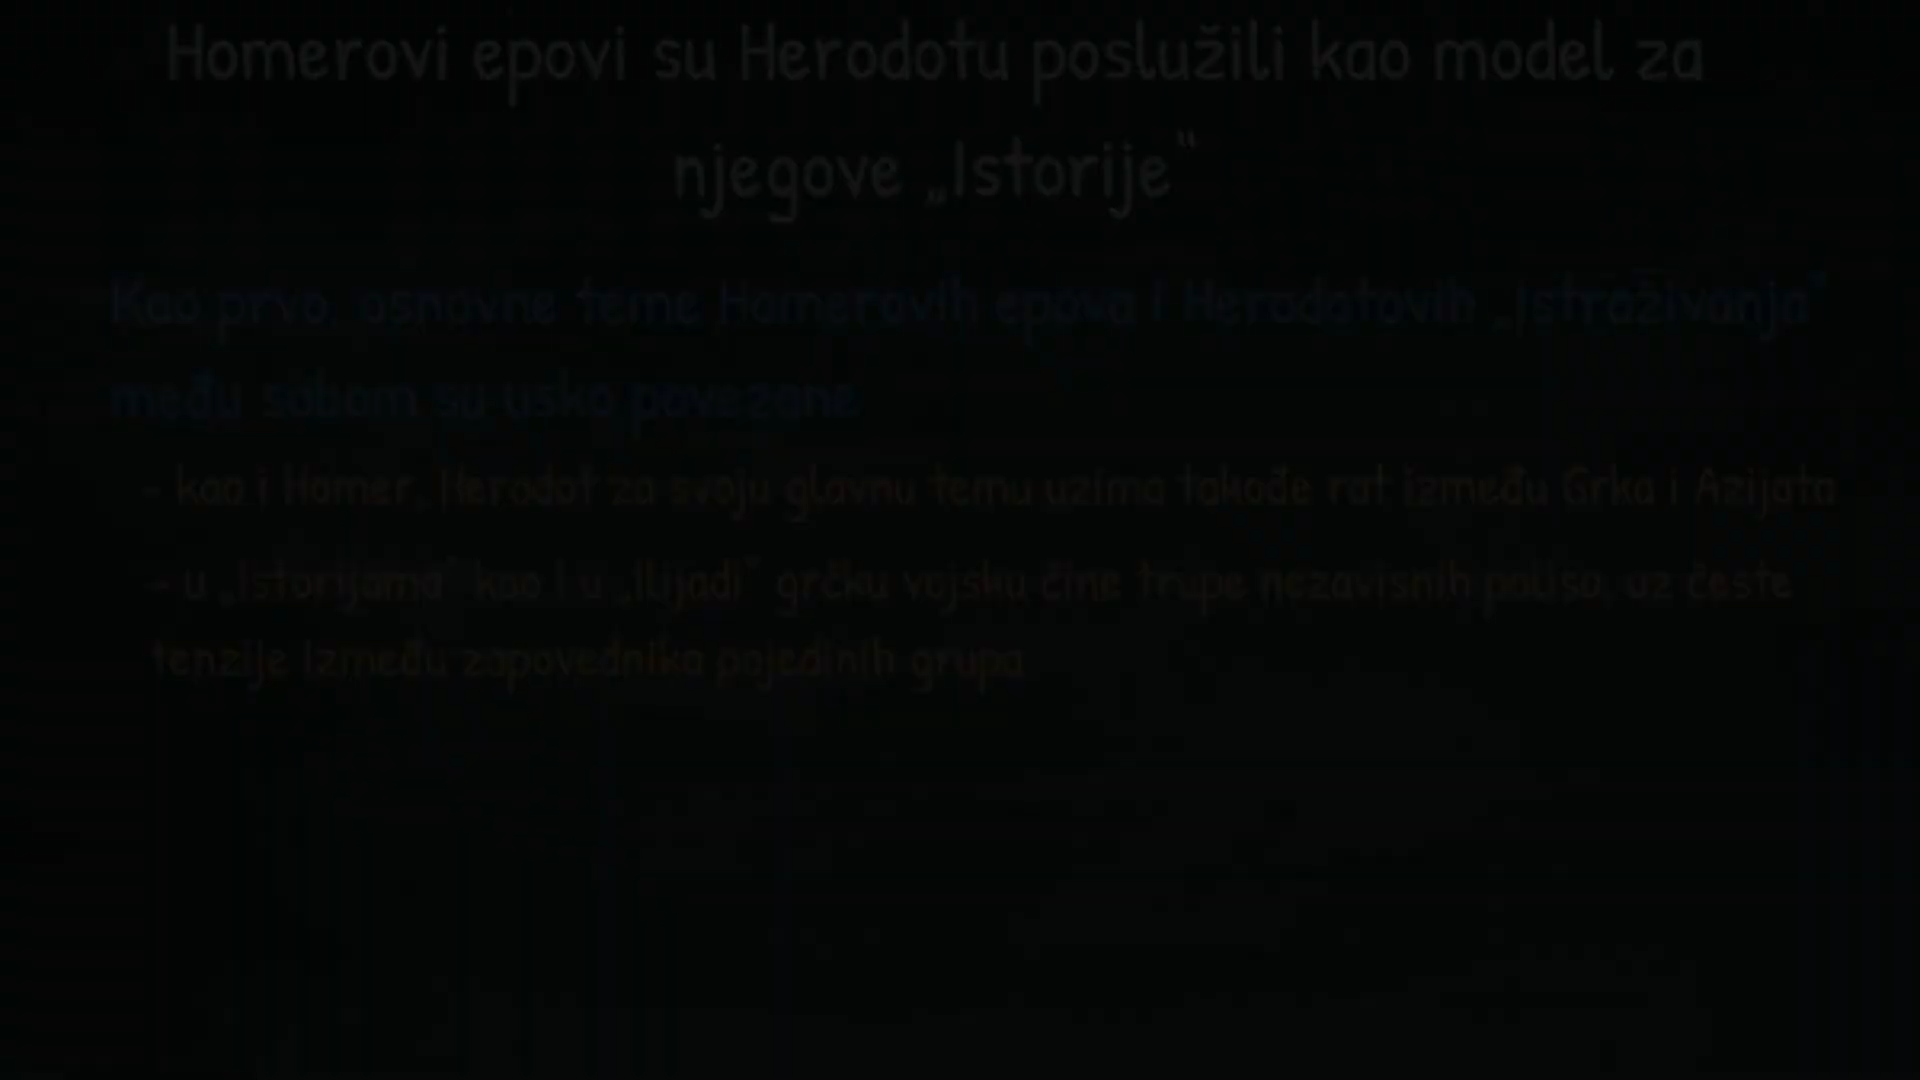 Homerovi epovi su Herodotu poslužili kao model za
njegove „Istorije“
Kao prvo, osnovne teme Homerovih epova i Herodotovih „Istraživanja“
među sobom su usko povezane
- kao i Homer, Herodot za svoju glavnu temu uzima takođe rat između Grka i Azijata
- u „Istorijama“ kao i u „Ilijadi“ grčku vojsku čine trupe nezavisnih polisa, uz česte
tenzije između zapovednika pojedinih grupa